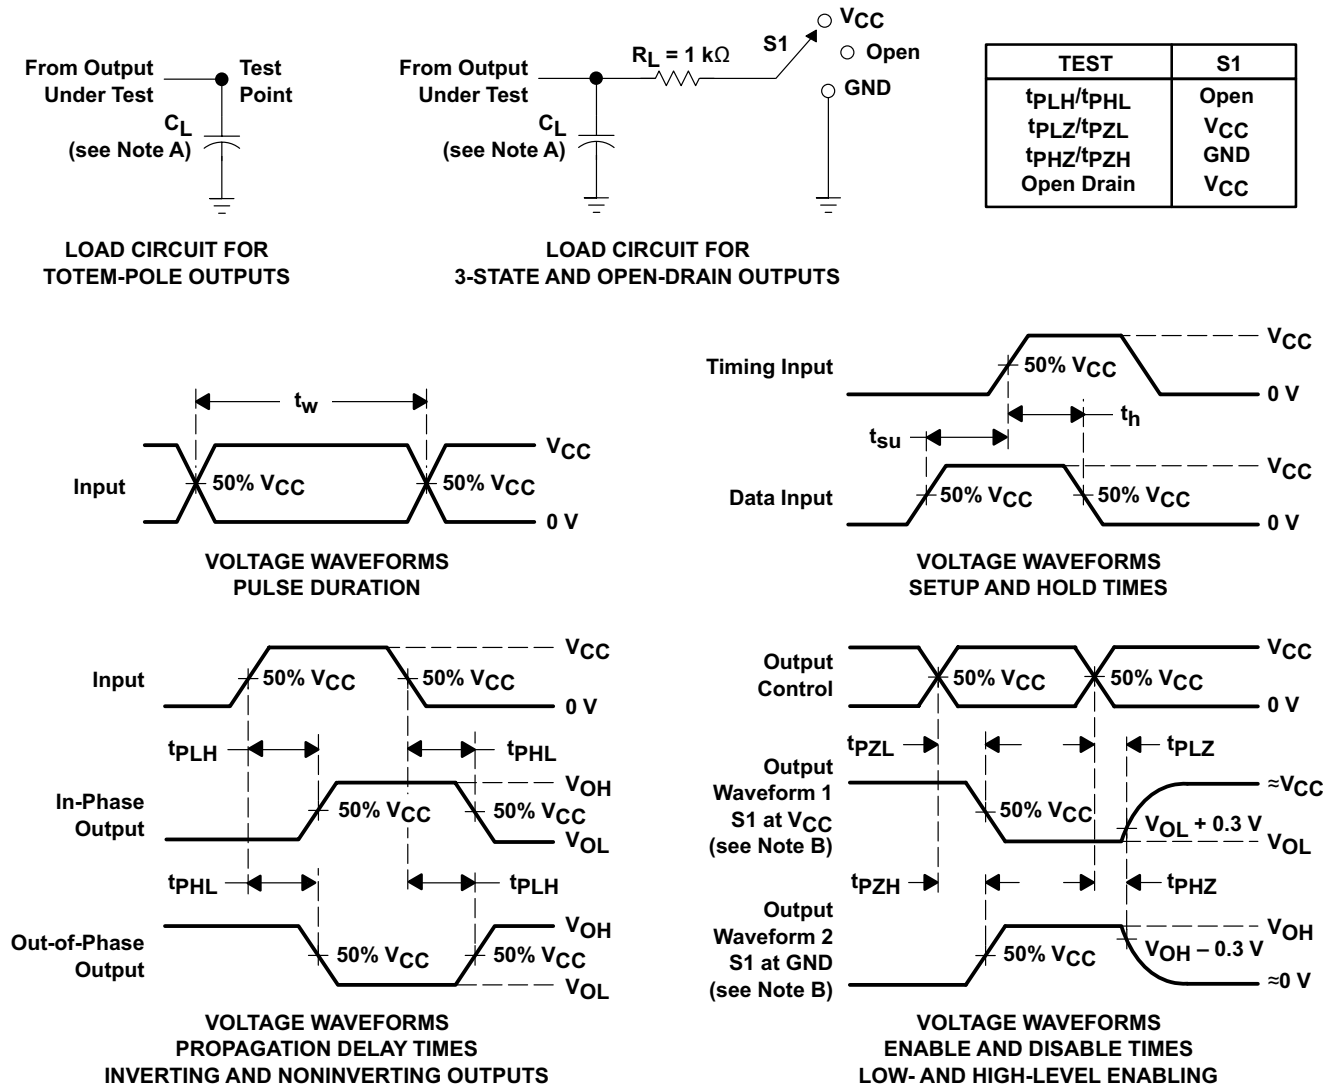 From Output
Under Test
Test
Point
CL
(see Note A)
LOAD CIRCUIT FOR
TOTEM-POLE OUTPUTS
From Output
Under Test
RL = 1 kΩ
S1
VCC
Open
GND
CL
(see Note A)
LOAD CIRCUIT FOR
3-STATE AND OPEN-DRAIN OUTPUTS
TEST S1
tPLH/tPHL Open
tPLZ/tPZL VCC
tPHZ/tPZH GND
Open Drain VCC
tw
Input
50% VCC
50% VCC
VCC
0 V
VOLTAGE WAVEFORMS
PULSE DURATION
Timing Input
50% VCC
VCC
0 V
tsu
th
Data Input
50% VCC
50% VCC
VCC
0 V
VOLTAGE WAVEFORMS
SETUP AND HOLD TIMES
Input
50% VCC
50% VCC
VCC
0 V
tPLH
tPHL
In-Phase
Output
50% VCC
50% VCC
VOH
VOL
tPHL
tPLH
Out-of-Phase
Output
50% VCC
50% VCC
VOH
VOL
VOLTAGE WAVEFORMS
PROPAGATION DELAY TIMES
INVERTING AND NONINVERTING OUTPUTS
Output
Control
50% VCC
50% VCC
VCC
0 V
tPZL
tPLZ
Output
Waveform 1
S1 at VCC
(see Note B)
50% VCC
VOL + 0.3 V
≈VCC
VOL
tPZH
tPHZ
Output
Waveform 2
S1 at GND
(see Note B)
50% VCC
VOH – 0.3 V
VOH
≈0 V
VOLTAGE WAVEFORMS
ENABLE AND DISABLE TIMES
LOW- AND HIGH-LEVEL ENABLING